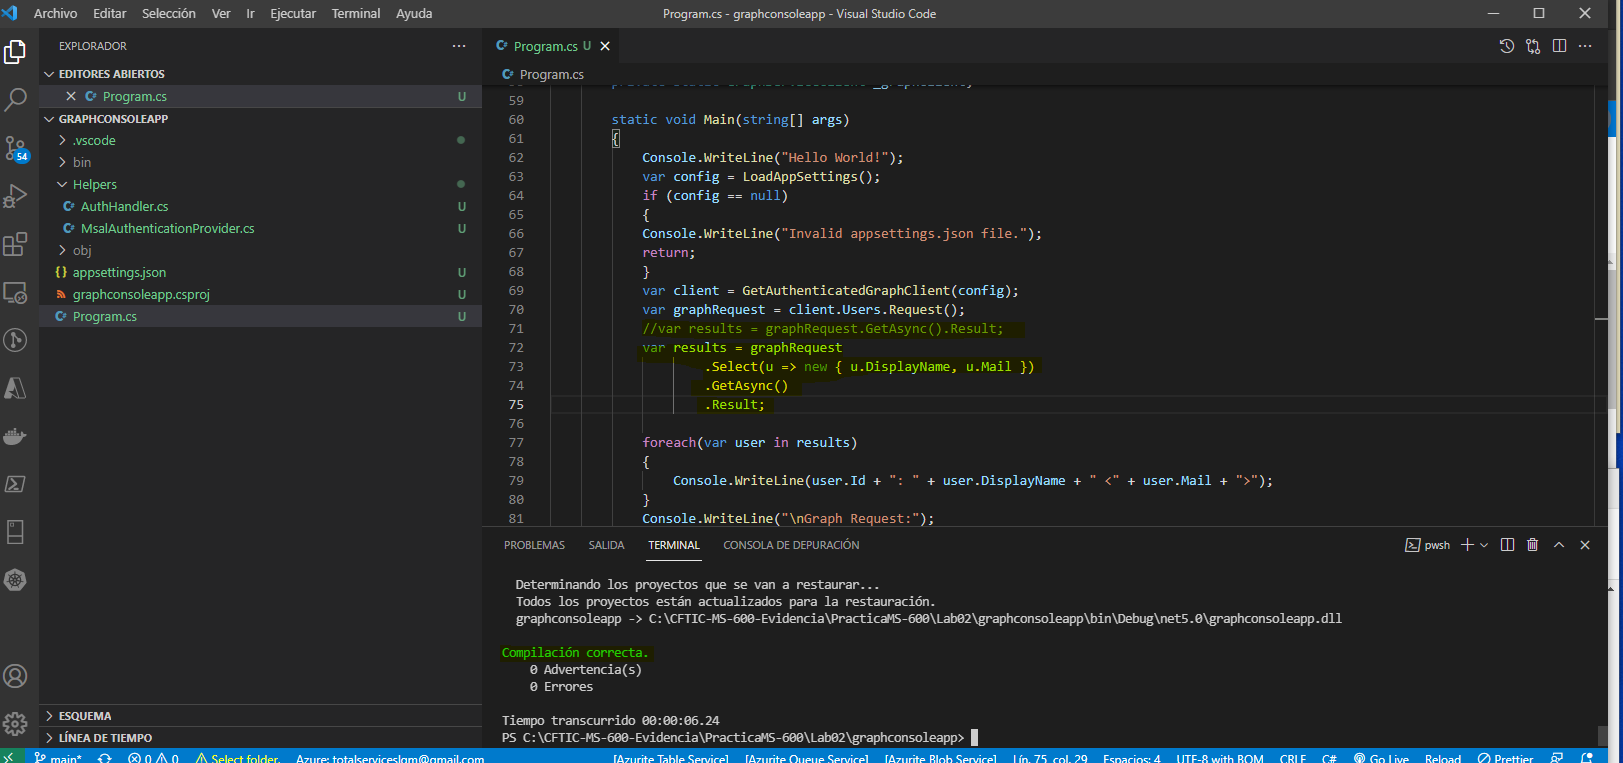 Archivo Editar Selección Ver Ir Ejecutar Terminal Ayuda
Program.cs - graphconsoleapp - Visual Studio Code
EXPLORADOR
EDITORES ABIERTOS
Program.cs U
GRAPHCONSOLEAPP
.vscode
bin
Helpers
AuthHandler.cs U
MsalAuthenticationProvider.cs U
obj
{} appsettings.json U
graphconsoleapp.csproj U
Program.cs U
ESQUEMA
LÍNEA DE TIEMPO
54
Program.cs U
Program.cs
59
60 static void Main(string[] args)
61 {
62 Console.WriteLine("Hello World!");
63 var config = LoadAppSettings();
64 if (config == null)
65 {
66 Console.WriteLine("Invalid appsettings.json file.");
67 return;
68 }
69 var client = GetAuthenticatedGraphClient(config);
70 var graphRequest = client.Users.Request();
71 //var results = graphRequest.GetAsync().Result;
72 var results = graphRequest
73 .Select(u => new { u.DisplayName, u.Mail })
74 .GetAsync()
75 .Result;
76
77 foreach(var user in results)
78 {
79 Console.WriteLine(user.Id + ": " + user.DisplayName + " <" + user.Mail + ">");
80 }
81 Console.WriteLine("\nGraph Request:");
PROBLEMAS SALIDA TERMINAL CONSOLA DE DEPURACIÓN
pwsh
Determinando los proyectos que se van a restaurar...
Todos los proyectos están actualizados para la restauración.
graphconsoleapp -> C:\CFTIC-MS-600-Evidencia\PracticaMS-600\Lab02\graphconsoleapp\bin\Debug\net5.0\graphconsoleapp.dll
Compilación correcta.
0 Advertencia(s)
0 Errores
Tiempo transcurrido 00:00:06.24
PS C:\CFTIC-MS-600-Evidencia\PracticaMS-600\Lab02\graphconsoleapp>
main* 0 0 Select folder. Azure: totalserviceslgm@gmail.com [Azurite Table Service] [Azurite Queue Service] [Azurite Blob Service] Lín. 75, col. 29 Espacios: 4 UTF-8 with BOM CRLF C# Go Live Reload Prettier